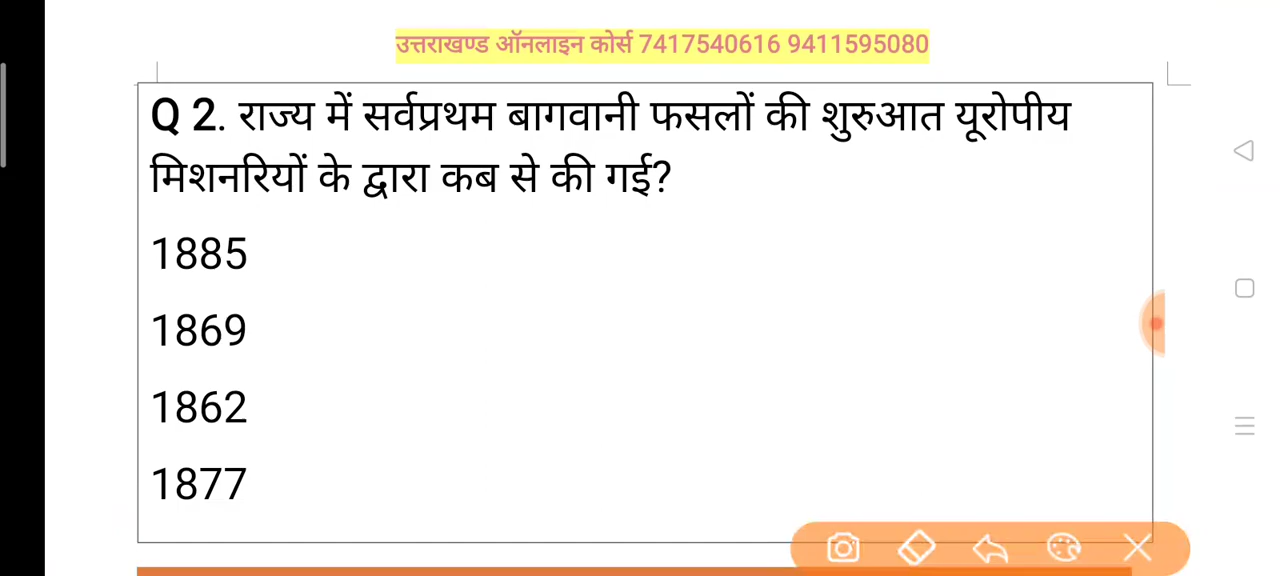 उत्तराखण्ड ऑनलाइन कोर्स 7417540616 9411595080
Q 2. राज्य में सर्वप्रथम बागवानी फसलों की शुरुआत यूरोपीय
मिशनरियों के द्वारा कब से की गई?
1885
1869
1862
1877